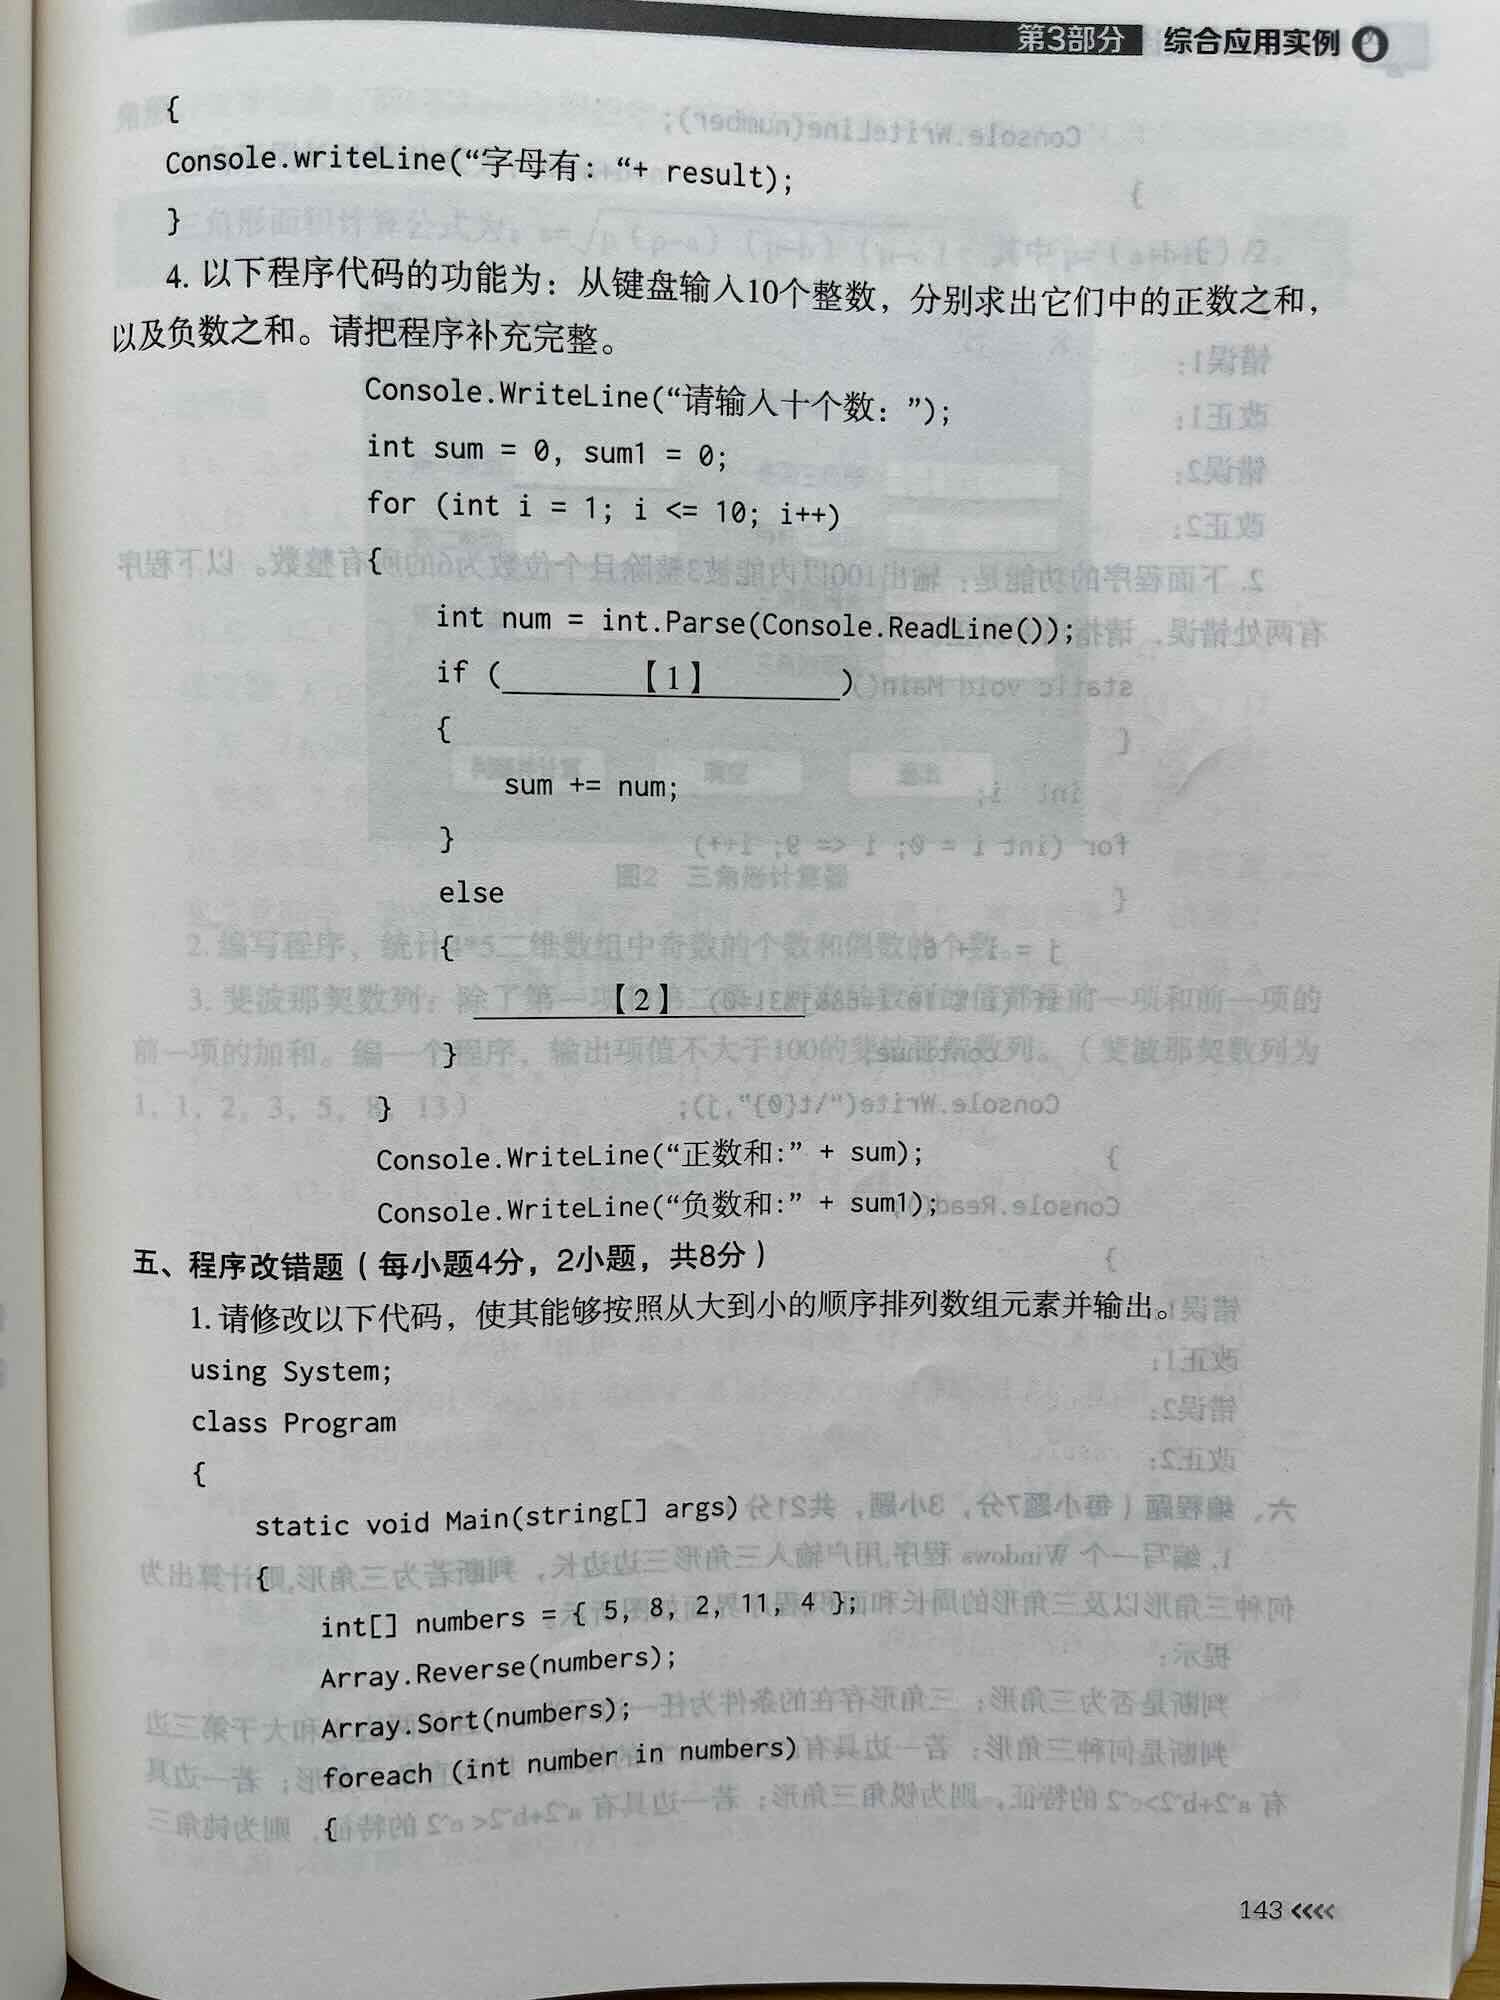 第3部分 综合应用实例
{
Console.writeLine(“字母有：“+ result);
}
4. 以下程序代码的功能为：从键盘输入10个整数，分别求出它们中的正数之和，
以及负数之和。请把程序补充完整。
Console.WriteLine(“请输入十个数：”);
int sum = 0, sum1 = 0;
for (int i = 1; i <= 10; i++)
{
int num = int.Parse(Console.ReadLine());
if (【1】)
{
sum += num;
}
else
{
【2】
}
}
Console.WriteLine(“正数和:” + sum);
Console.WriteLine(“负数和:” + sum1);
五、程序改错题（每小题4分，2小题，共8分）
1. 请修改以下代码，使其能够按照从大到小的顺序排列数组元素并输出。
using System;
class Program
{
static void Main(string[] args)
{
int[] numbers = { 5, 8, 2, 11, 4 };
Array.Reverse(numbers);
Array.Sort(numbers);
foreach (int number in numbers)
{
143